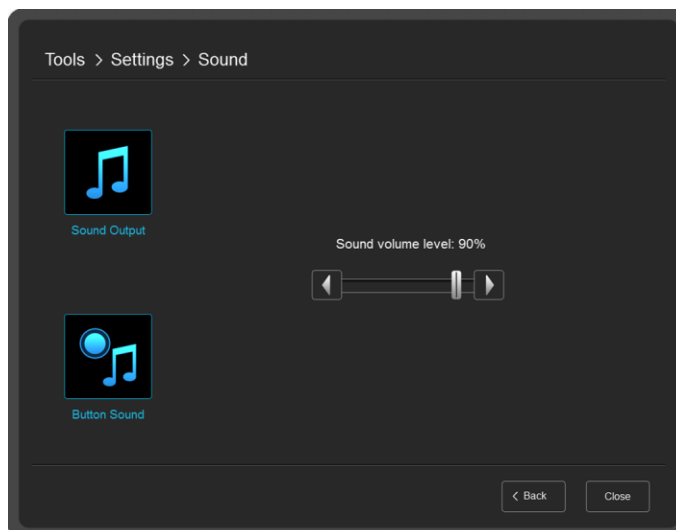 Tools > Settings > Sound
Sound Output
Sound volume level: 90%
Button Sound
< Back
Close